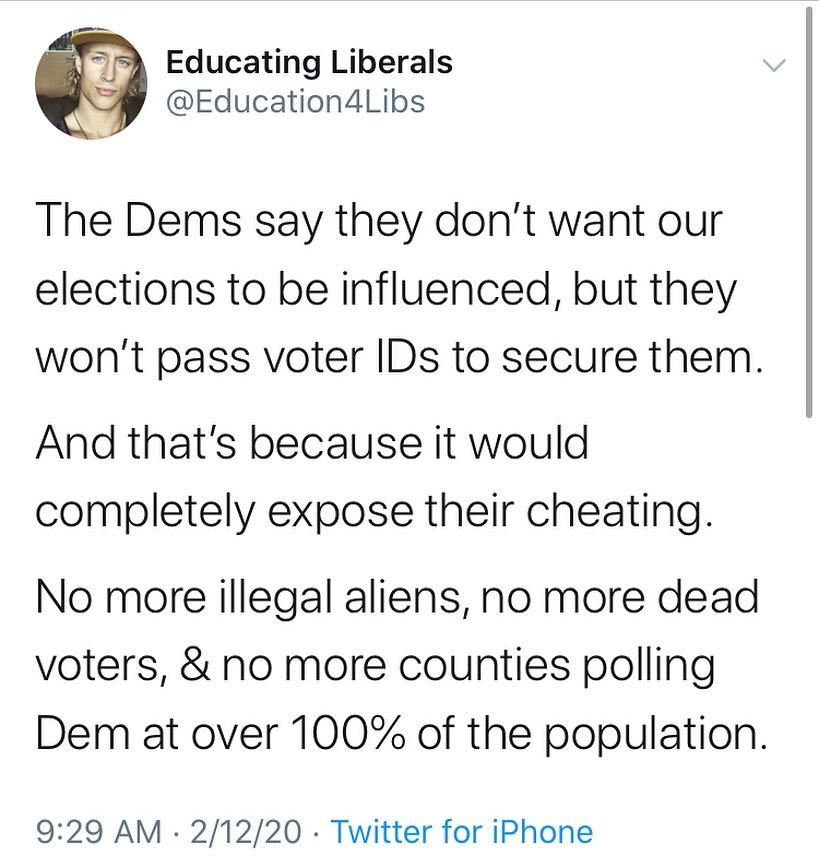 Educating Liberals
@Education4Libs
The Dems say they don’t want our
elections to be influenced, but they
won’t pass voter IDs to secure them.
And that’s because it would
completely expose their cheating.
No more illegal aliens, no more dead
voters, & no more counties polling
Dem at over 100% of the population.
9:29 AM · 2/12/20 · Twitter for iPhone